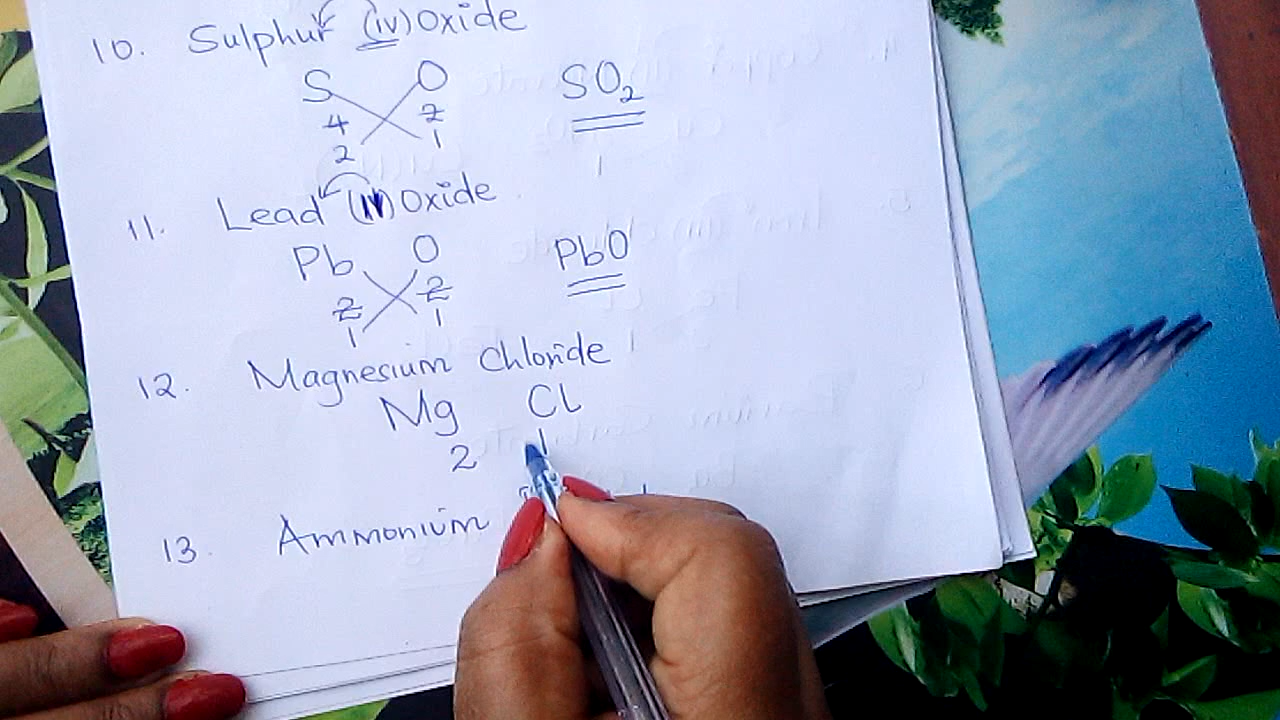 10. Sulphur (iv) Oxide
S O SO2
4 2
2 1
11. Lead Oxide
Pb O PbO
2 2
1 1
12. Magnesium Chloride
Mg Cl
2 1
13. Ammonium